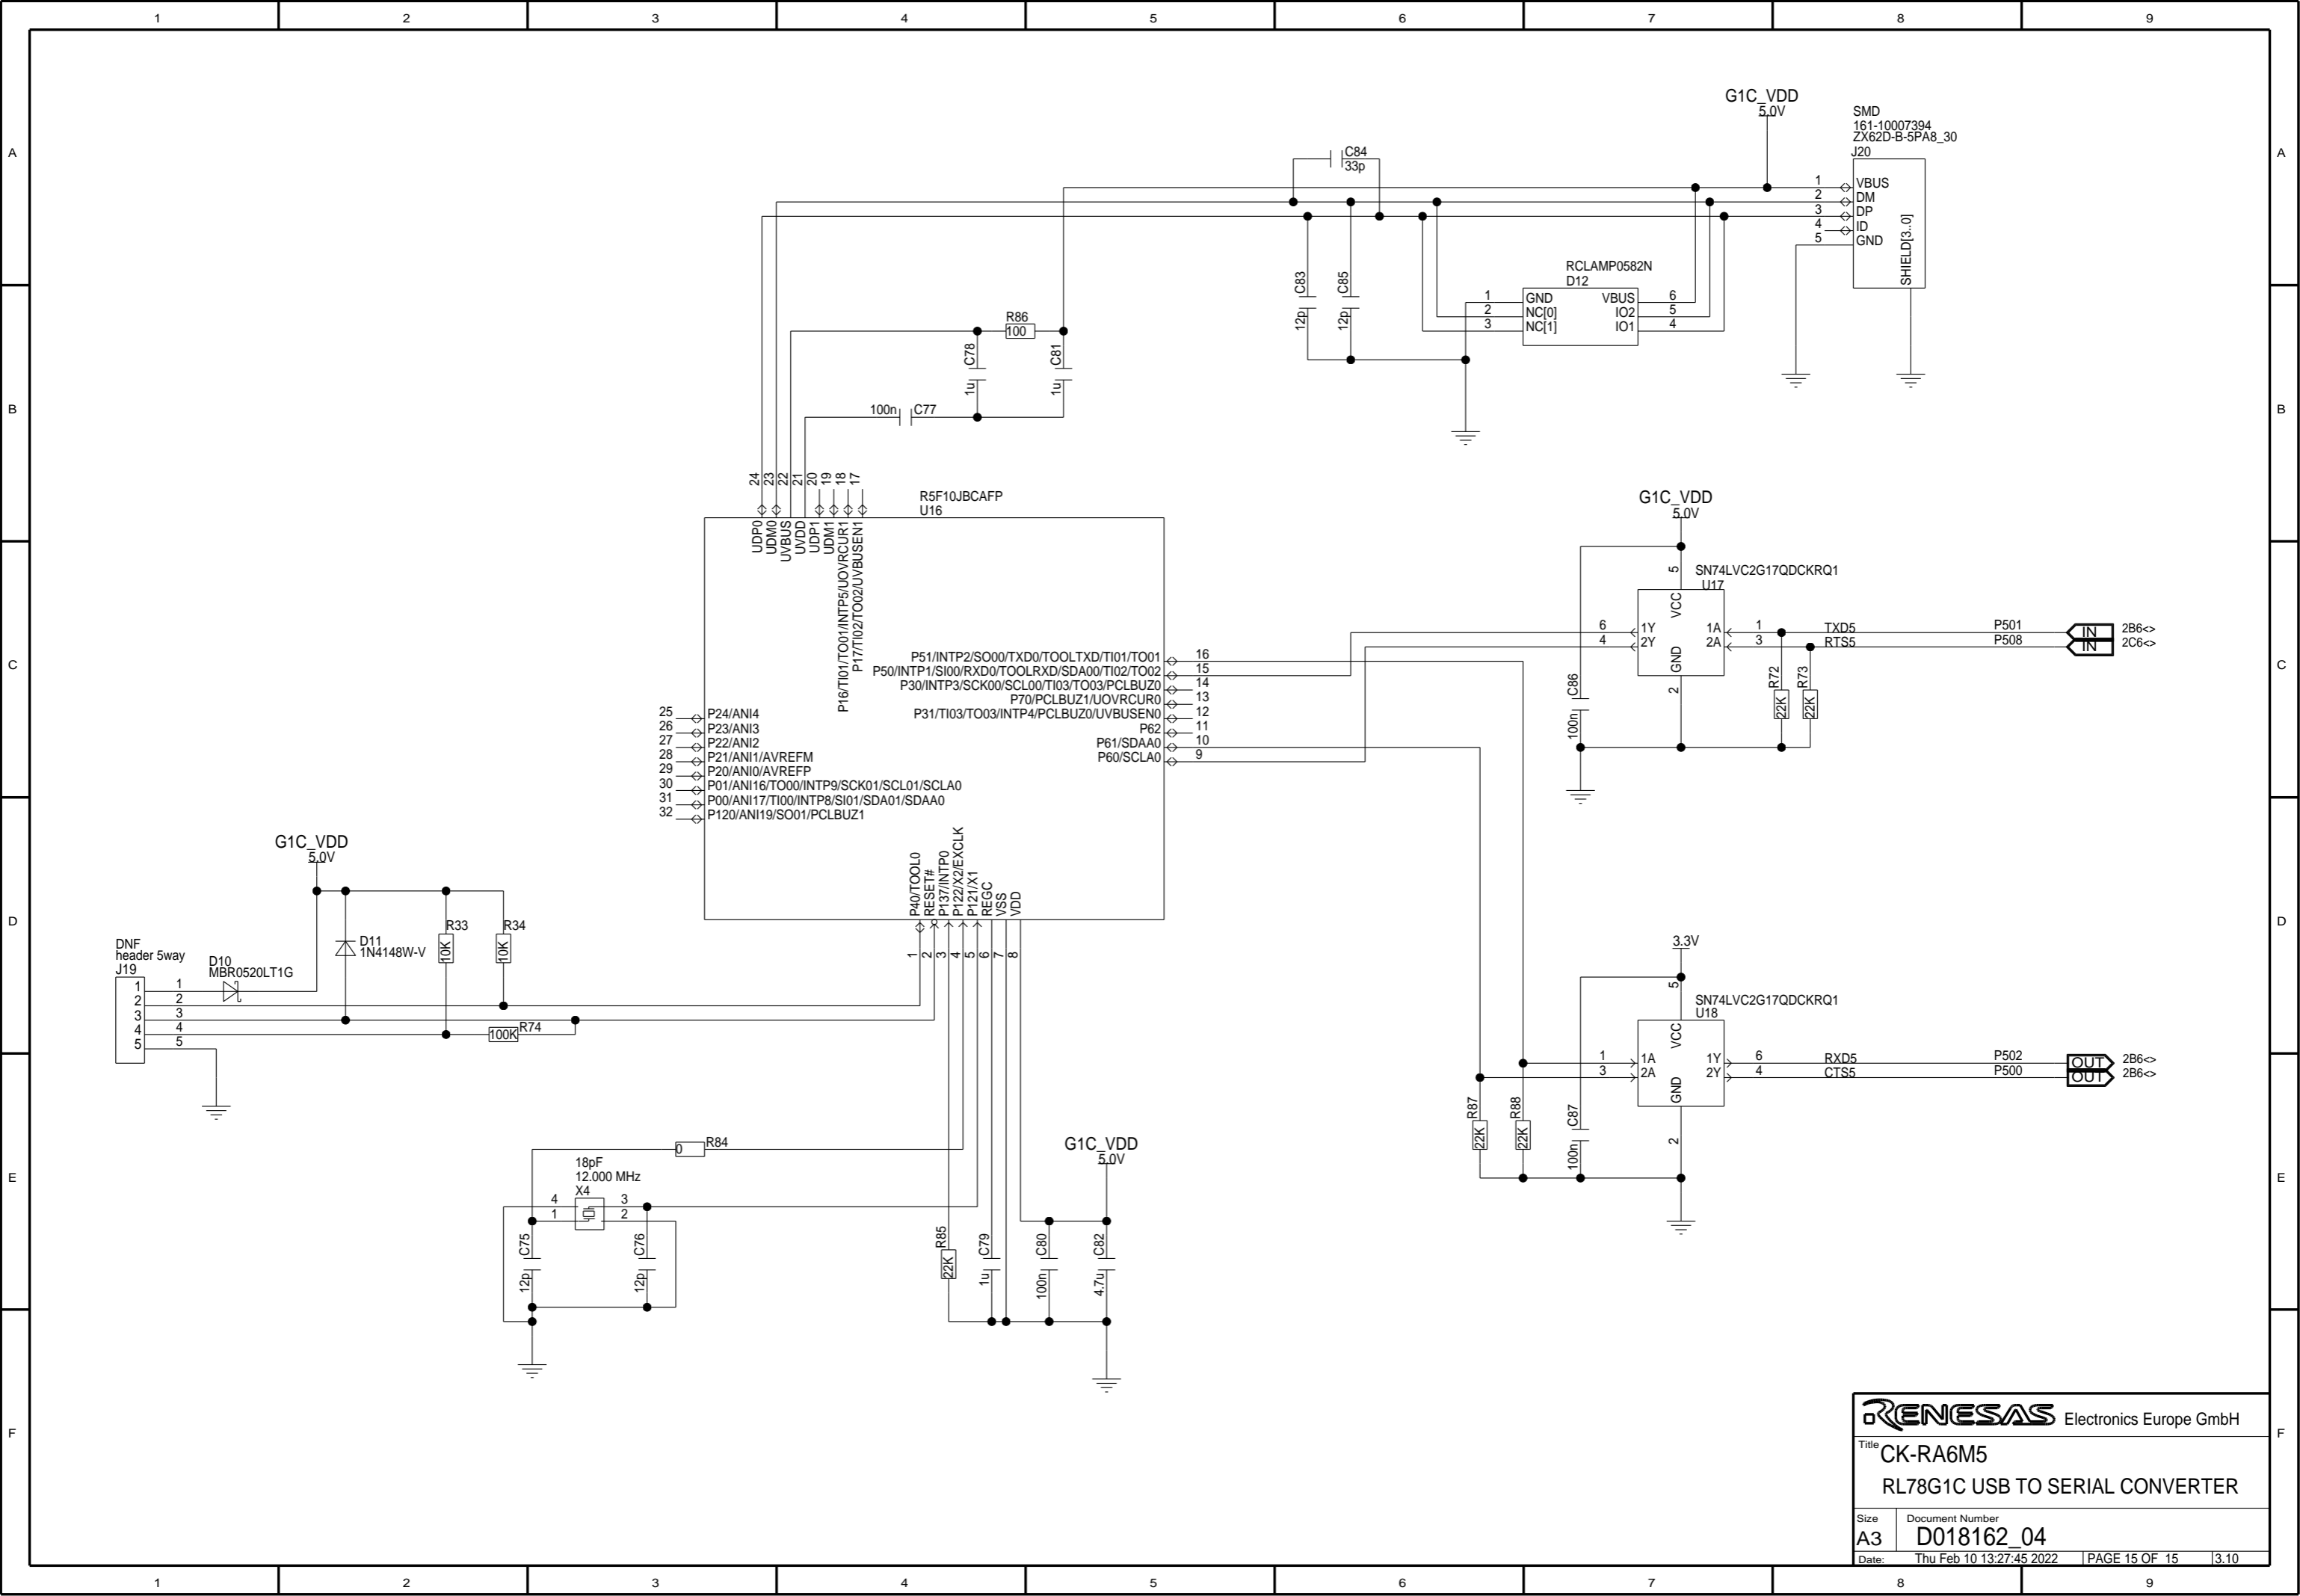 1 2 3 4 5 6 7 8 9
A
A
G1C_VDD
5.0V
SMD
161-10007394
ZX62D-B-5PA8_30
J20
C84
33p
1 VBUS
2 DM
3 DP
4 ID
5 GND
SHIELD[3..0]
RCLAMP0582N
D12
1 GND VBUS 6
2 NC[0] IO2 5
3 NC[1] IO1 4
C83
12p
C85
12p
R86
100
C78
1u
C81
1u
100n C77
B
B
24 23 22 21 20 19 18 17
R5F10JBCAFP
U16
UDP0
UDM0
UVBUS
UVDD
UDP1
UDM1
P16/TI01/TO01/INTP5/UOVRCUR1
P17/TI02/TO02/UVBUSEN1
P51/INTP2/SO00/TXD0/TOOLTXD/TI01/TO01 16
P50/INTP1/SI00/RXD0/TOOLRXD/SDA00/TI02/TO02 15
P30/INTP3/SCK00/SCL00/TI03/TO03/PCLBUZ0 14
P70/PCLBUZ1/UOVRCUR0 13
P31/TI03/TO03/INTP4/PCLBUZ0/UVBUSEN0 12
P62 11
P61/SDAA0 10
P60/SCLA0 9
25 P24/ANI4
26 P23/ANI3
27 P22/ANI2
28 P21/ANI1/AVREFM
29 P20/ANI0/AVREFP
30 P01/ANI16/TO00/INTP9/SCK01/SCL01/SCLA0
31 P00/ANI17/TI00/INTP8/SI01/SDA01/SDAA0
32 P120/ANI19/SO01/PCLBUZ1
P40/TOOL0
RESET#
P137/INTP0
P122/X2/EXCLK
P121/X1
REGC
VSS
VDD
1 2 3 4 5 6 7 8
C
C
G1C_VDD
5.0V
SN74LVC2G17QDCKRQ1
U17
5
VCC
6 1Y 1A 1 TXD5 P501 IN 2B6<>
4 2Y 2A 3 RTS5 P508 IN 2C6<>
GND
2
C86
100n
R72
22K
R73
22K
D
D
G1C_VDD
5.0V
R33
10K
R34
10K
D11
1N4148W-V
DNF
header 5way
J19
D10
MBR0520LT1G
1 1
2 2
3 3
4 4
5 5
100K R74
3.3V
5
SN74LVC2G17QDCKRQ1
U18
VCC
1 1A 1Y 6 RXD5 P502 OUT 2B6<>
3 2A 2Y 4 CTS5 P500 OUT 2B6<>
GND
2
R87
22K
R88
22K
C87
100n
E
E
0 R84
18pF
12.000 MHz
X4
4 3
1 2
C75
12p
C76
12p
G1C_VDD
5.0V
R85
22K
C79
1u
C80
100n
C82
4.7u
F
F
RENESAS Electronics Europe GmbH
Title CK-RA6M5
RL78G1C USB TO SERIAL CONVERTER
Size Document Number
A3 D018162_04
Date: Thu Feb 10 13:27:45 2022 PAGE 15 OF 15 3.10
1 2 3 4 5 6 7 8 9